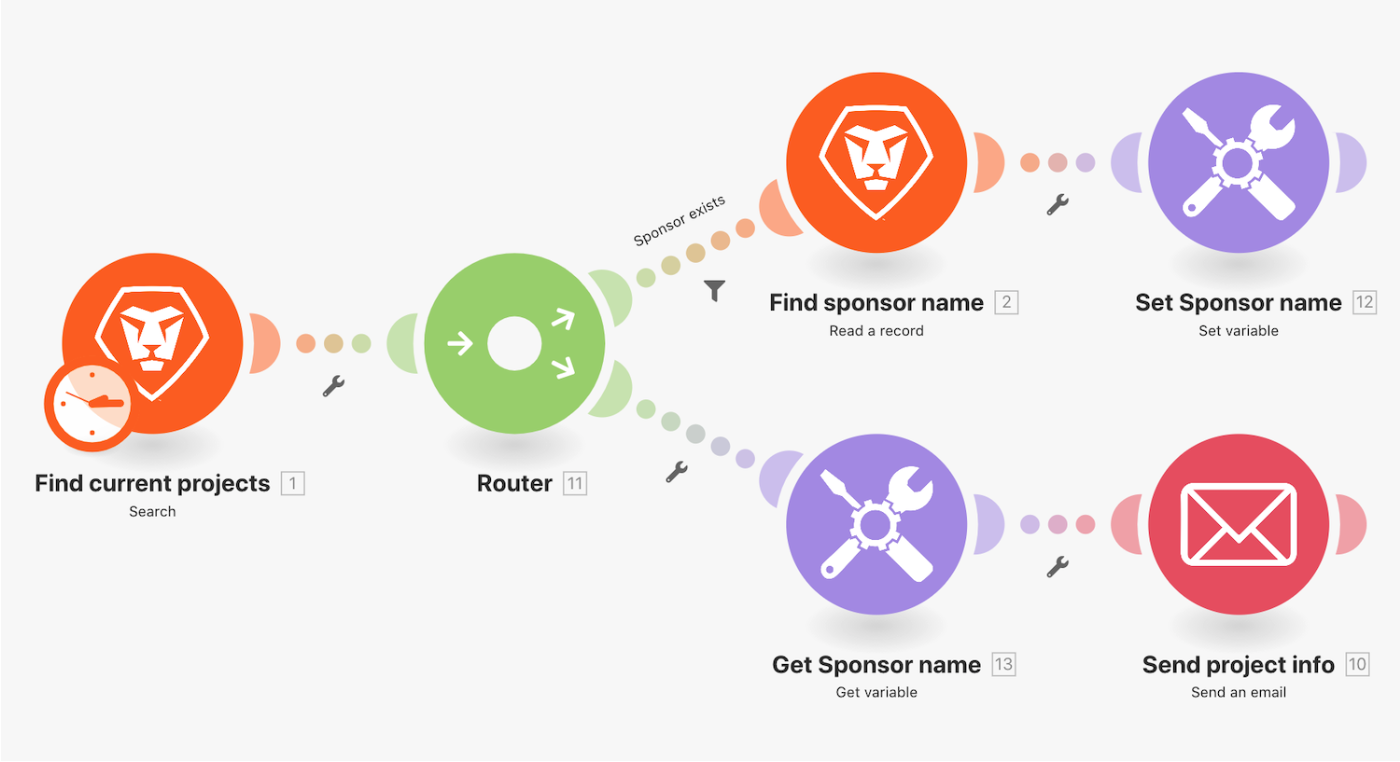 Sponsor exists
Find sponsor name 2
Read a record
Set Sponsor name 12
Set variable
Find current projects 1
Search
Router 11
Get Sponsor name 13
Get variable
Send project info 10
Send an email